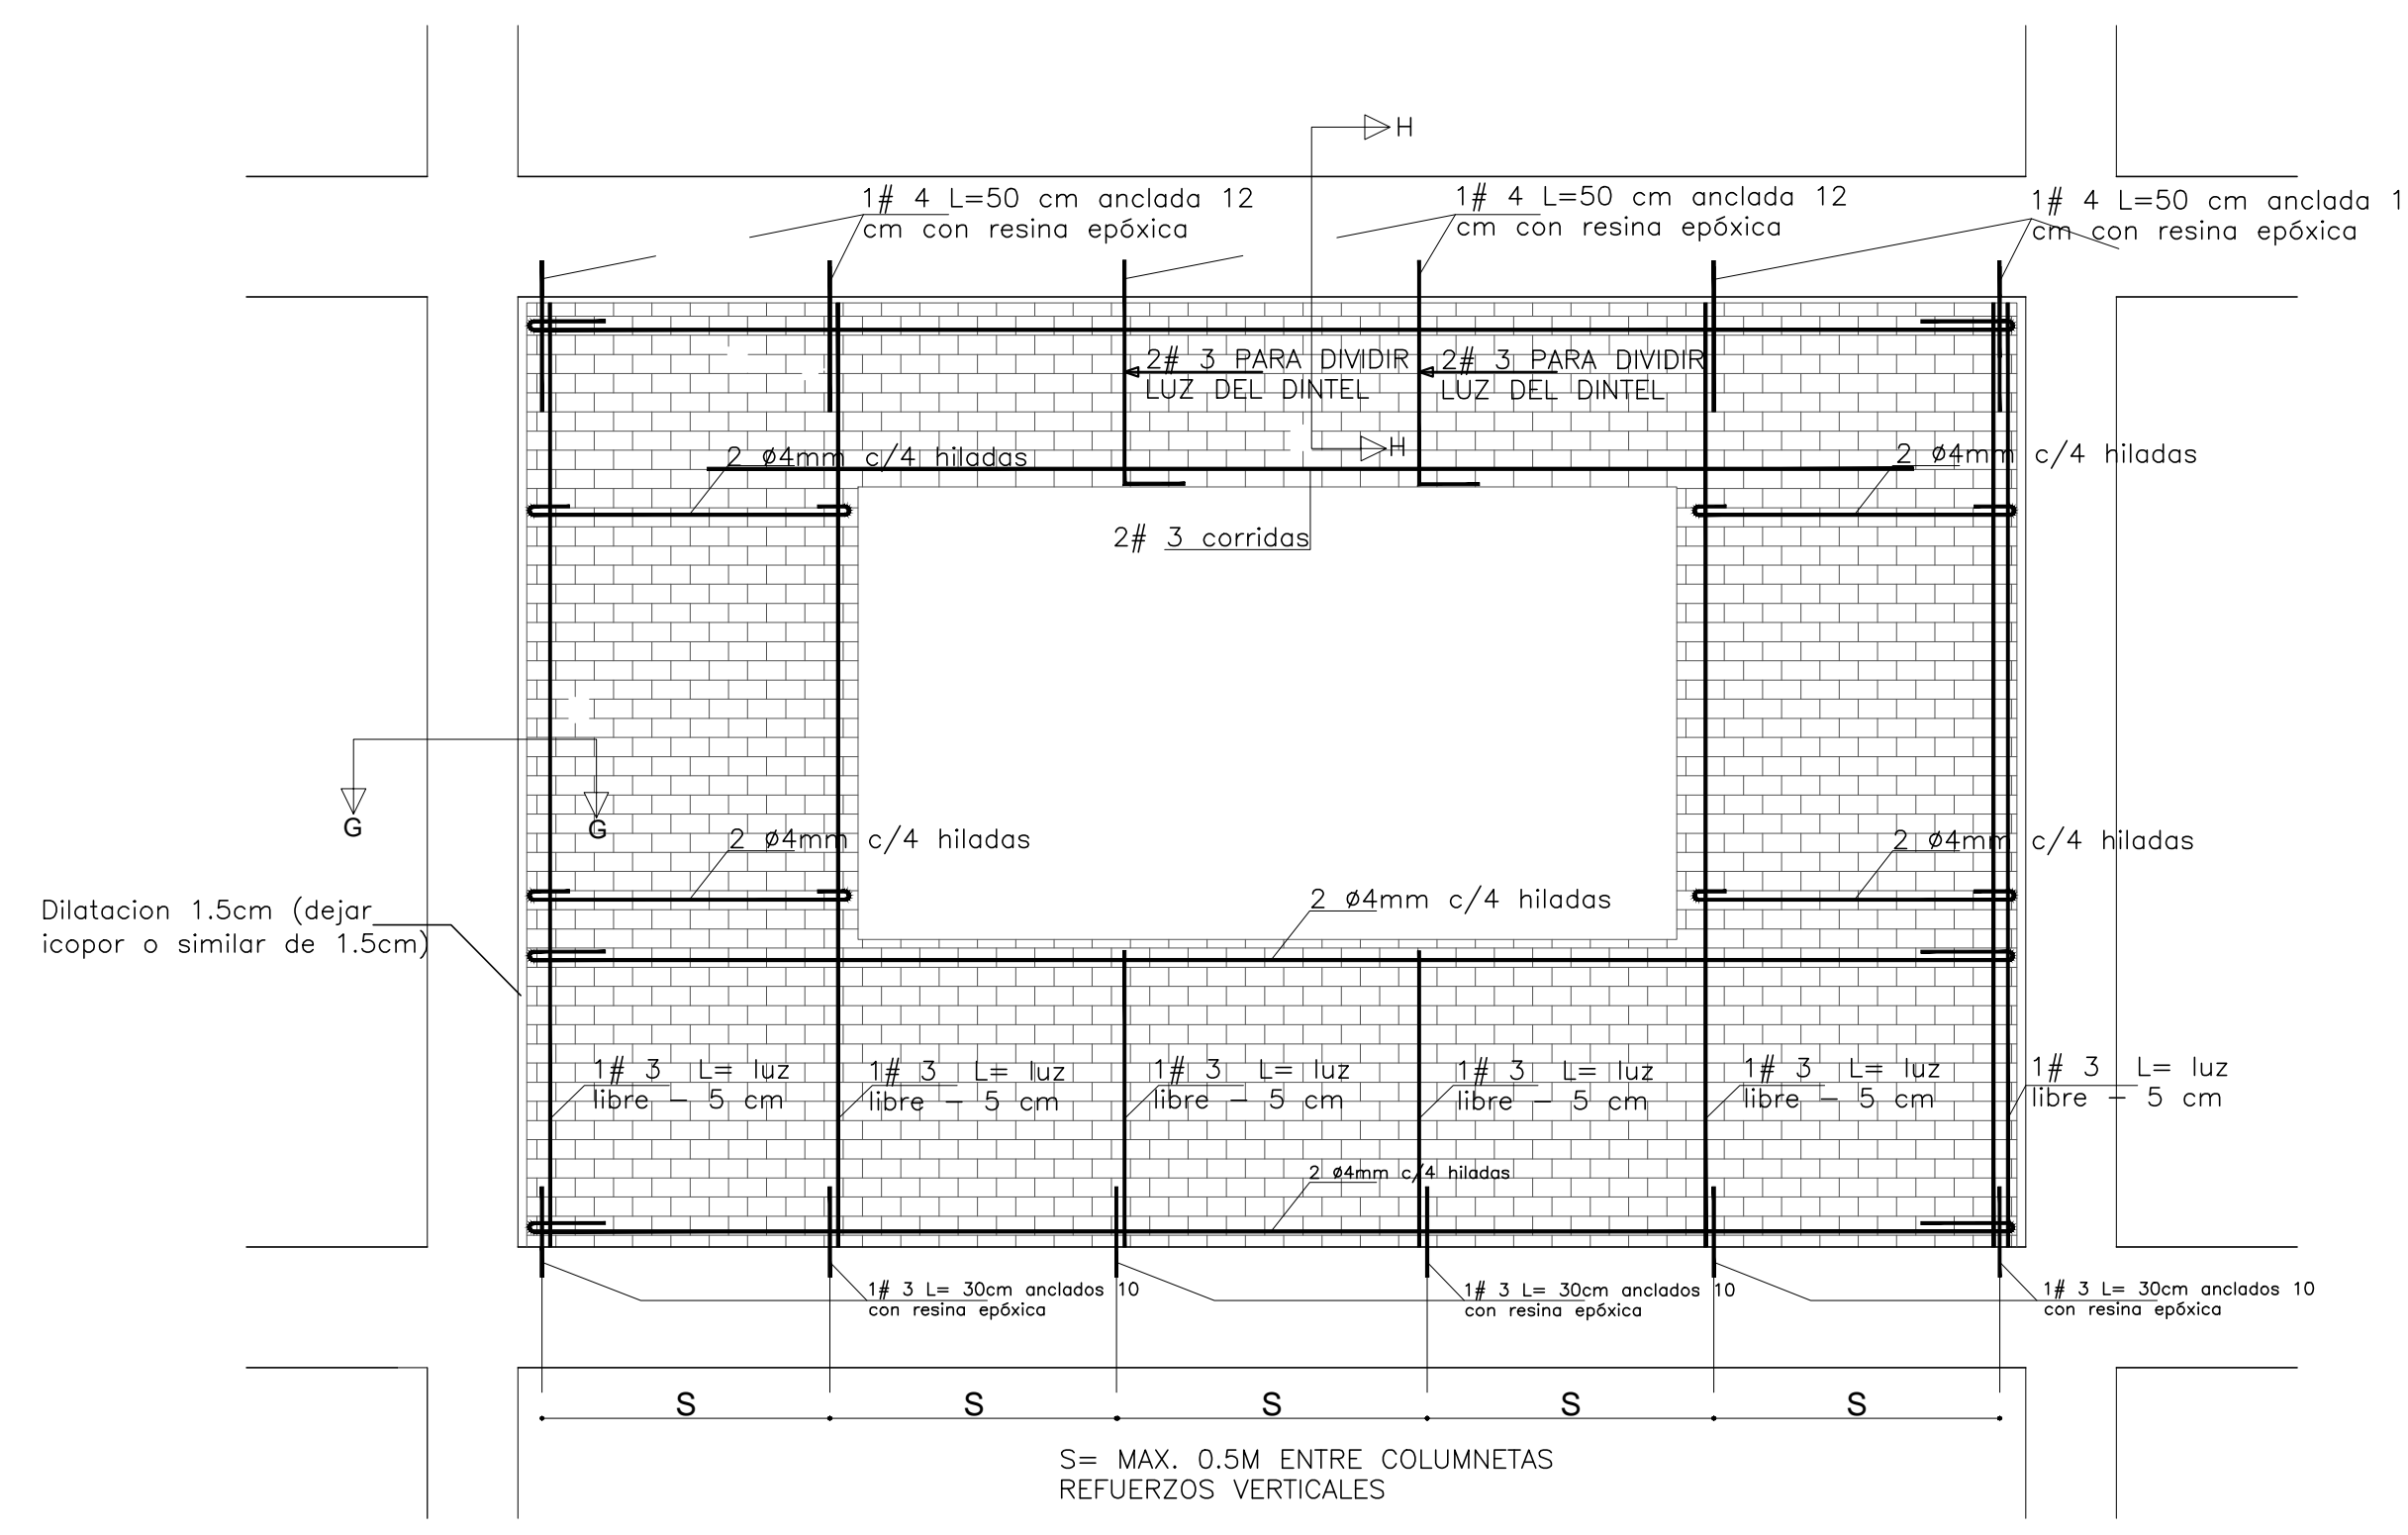 H
1# 4 L=50 cm anclada 12
cm con resina epóxica
1# 4 L=50 cm anclada 12
cm con resina epóxica
1# 4 L=50 cm anclada 1
cm con resina epóxica
2# 3 PARA DIVIDIR
LUZ DEL DINTEL
2# 3 PARA DIVIDIR
LUZ DEL DINTEL
H
2 ø4mm c/4 hiladas
2 ø4mm c/4 hiladas
2# 3 corridas
G
G
2 ø4mm c/4 hiladas
2 ø4mm c/4 hiladas
2 ø4mm c/4 hiladas
Dilatacion 1.5cm (dejar
icopor o similar de 1.5cm)
1# 3 L= luz
libre - 5 cm
1# 3 L= luz
libre - 5 cm
1# 3 L= luz
libre - 5 cm
1# 3 L= luz
libre - 5 cm
1# 3 L= luz
libre - 5 cm
1# 3 L= luz
libre - 5 cm
2 ø4mm c/4 hiladas
1# 3 L= 30cm anclados 10
con resina epóxica
1# 3 L= 30cm anclados 10
con resina epóxica
1# 3 L= 30cm anclados 10
con resina epóxica
S
S
S
S
S
S= MAX. 0.5M ENTRE COLUMNETAS
REFUERZOS VERTICALES